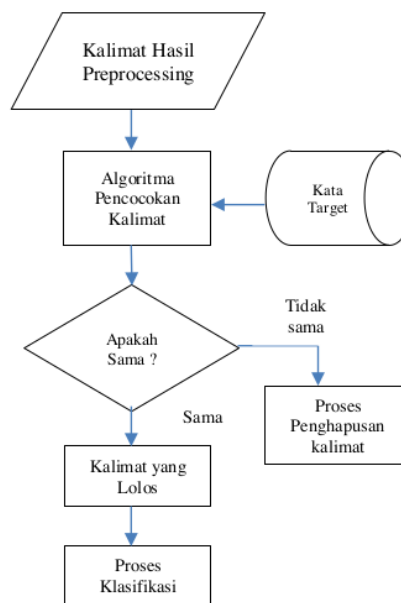 Kalimat Hasil
Preprocessing
Algoritma
Pencocokan
Kalimat
Kata
Target
Apakah
Sama ?
Tidak
sama
Sama
Proses
Penghapusan
kalimat
Kalimat yang
Lolos
Proses
Klasifikasi